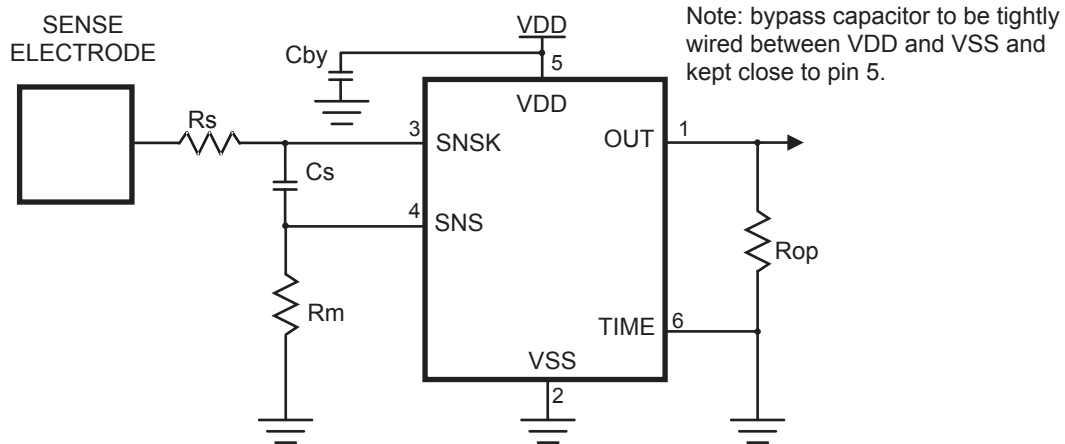 SENSE
ELECTRODE
VDD
Note: bypass capacitor to be tightly
wired between VDD and VSS and
kept close to pin 5.
Cby
5
VDD
Rs
3
SNSK
OUT
1
Cs
4
SNS
Rop
Rm
TIME
6
VSS
2